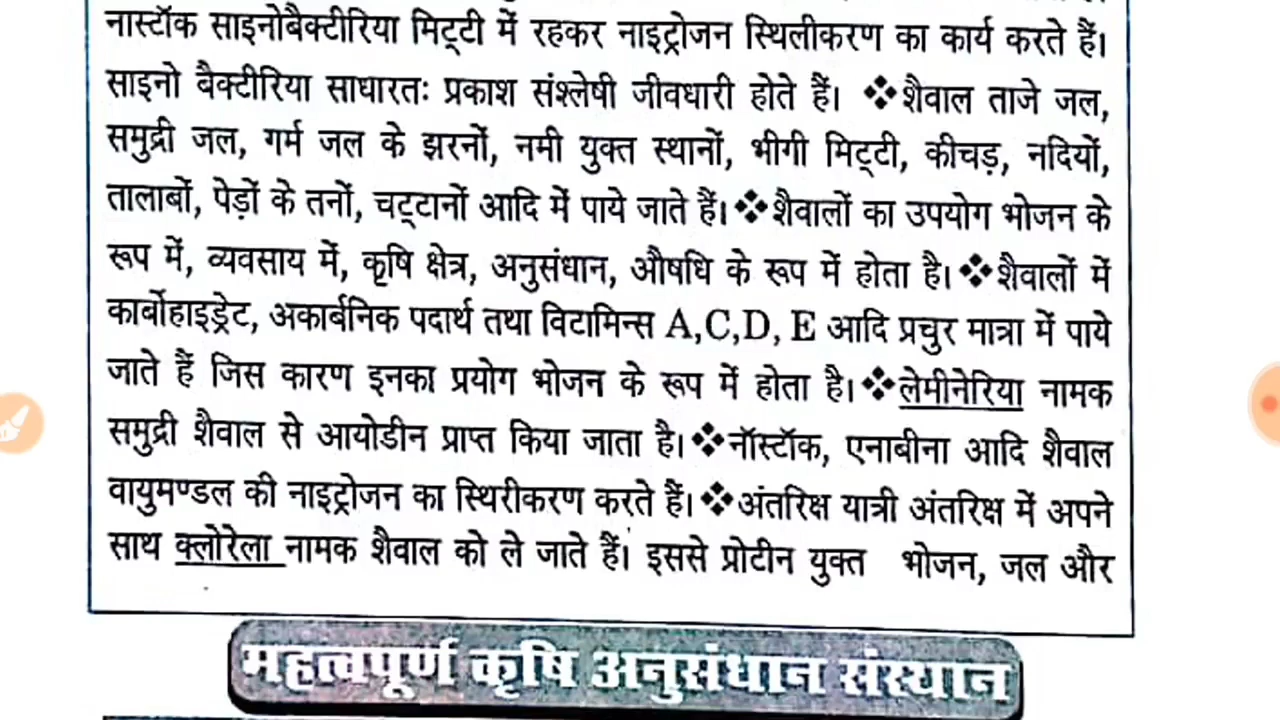 नास्टॉक साइनोबैक्टीरिया मिट्टी में रहकर नाइट्रोजन स्थिलीकरण का कार्य करते हैं।
साइनो बैक्टीरिया साधारतः प्रकाश संश्लेषी जीवधारी होते हैं। ❖शैवाल ताजे जल,
समुद्री जल, गर्म जल के झरनों, नमी युक्त स्थानों, भीगी मिट्टी, कीचड़, नदियों,
तालाबों, पेड़ों के तनों, चट्टानों आदि में पाये जाते हैं। ❖शैवालों का उपयोग भोजन के
रूप में, व्यवसाय में, कृषि क्षेत्र, अनुसंधान, औषधि के रूप में होता है। ❖शैवालों में
कार्बोहाइड्रेट, अकार्बनिक पदार्थ तथा विटामिन्स A,C,D, E आदि प्रचुर मात्रा में पाये
जाते हैं जिस कारण इनका प्रयोग भोजन के रूप में होता है। ❖लेमीनेरिया नामक
समुद्री शैवाल से आयोडीन प्राप्त किया जाता है। ❖नॉस्टॉक, एनाबीना आदि शैवाल
वायुमण्डल की नाइट्रोजन का स्थिरीकरण करते हैं। ❖अंतरिक्ष यात्री अंतरिक्ष में अपने
साथ क्लोरेला नामक शैवाल को ले जाते हैं। इससे प्रोटीन युक्त भोजन, जल और
महत्वपूर्ण कृषि अनुसंधान संस्थान